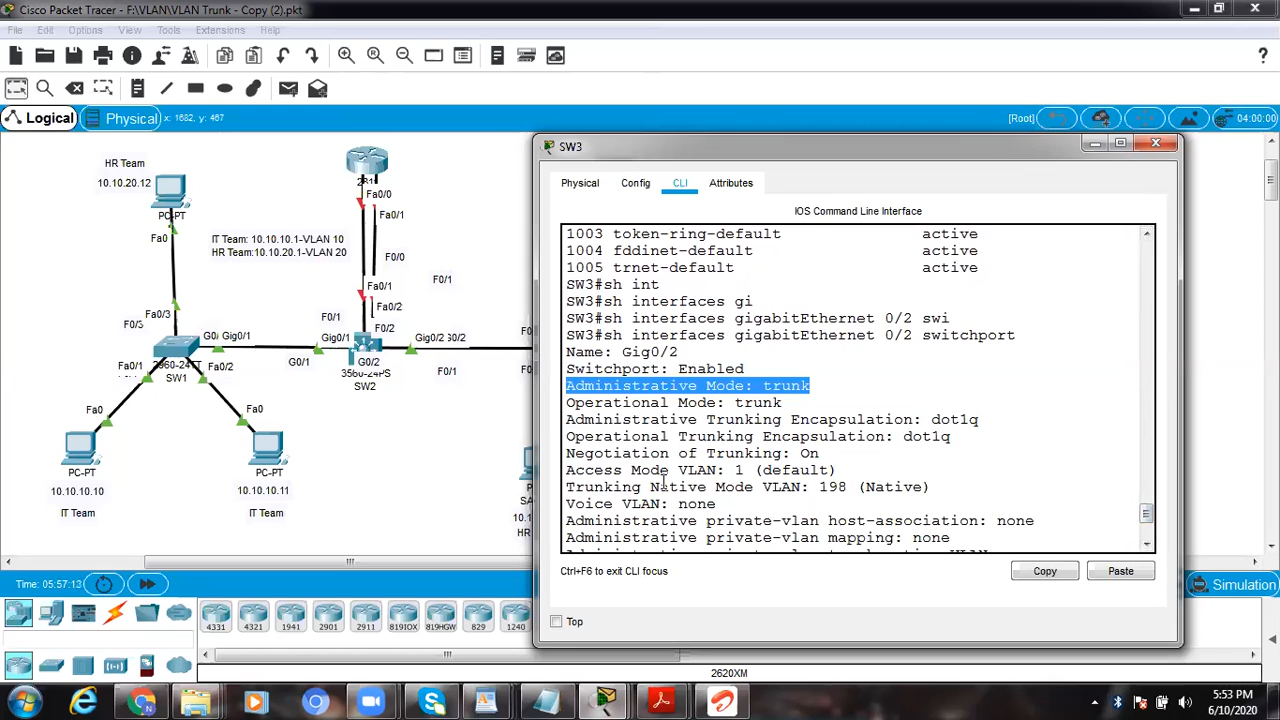 Cisco Packet Tracer - F:\VLAN\VLAN Trunk - Copy (2).pkt
File Edit Options View Tools Extensions Help
Logical Physical x: 1682, y: 467 [Root] 04:00:00
HR Team
10.10.20.12
PC-PT
Fa0
IT Team: 10.10.10.1-VLAN 10
HR Team: 10.10.20.1-VLAN 20
Fa0/0
Fa0/1
F0/0
F0/1
Fa0/1
Fa0/2
F0/1
F0/2
Fa0/3
F0/3
Gig0/1
Gig0/1
G0/1
G0/2
Gig0/2
F0/1
Fa0/1
Fa0/2
SW1
3560-24PS
SW2
Fa0
Fa0
PC-PT
PC-PT
10.10.10.10
10.10.10.11
IT Team
IT Team
SW3
Physical Config CLI Attributes
IOS Command Line Interface
1003 token-ring-default active
1004 fddinet-default active
1005 trnet-default active
SW3#sh int
SW3#sh interfaces gi
SW3#sh interfaces gigabitEthernet 0/2 swi
SW3#sh interfaces gigabitEthernet 0/2 switchport
Name: Gig0/2
Switchport: Enabled
Administrative Mode: trunk
Operational Mode: trunk
Administrative Trunking Encapsulation: dot1q
Operational Trunking Encapsulation: dot1q
Negotiation of Trunking: On
Access Mode VLAN: 1 (default)
Trunking Native Mode VLAN: 198 (Native)
Voice VLAN: none
Administrative private-vlan host-association: none
Administrative private-vlan mapping: none
Ctrl+F6 to exit CLI focus
Copy Paste
Top
Time: 05:57:13
Simulation
4331 4321 1941 2901 2911 819IOX 819HGW 829 1240
2620XM
5:53 PM
6/10/2020